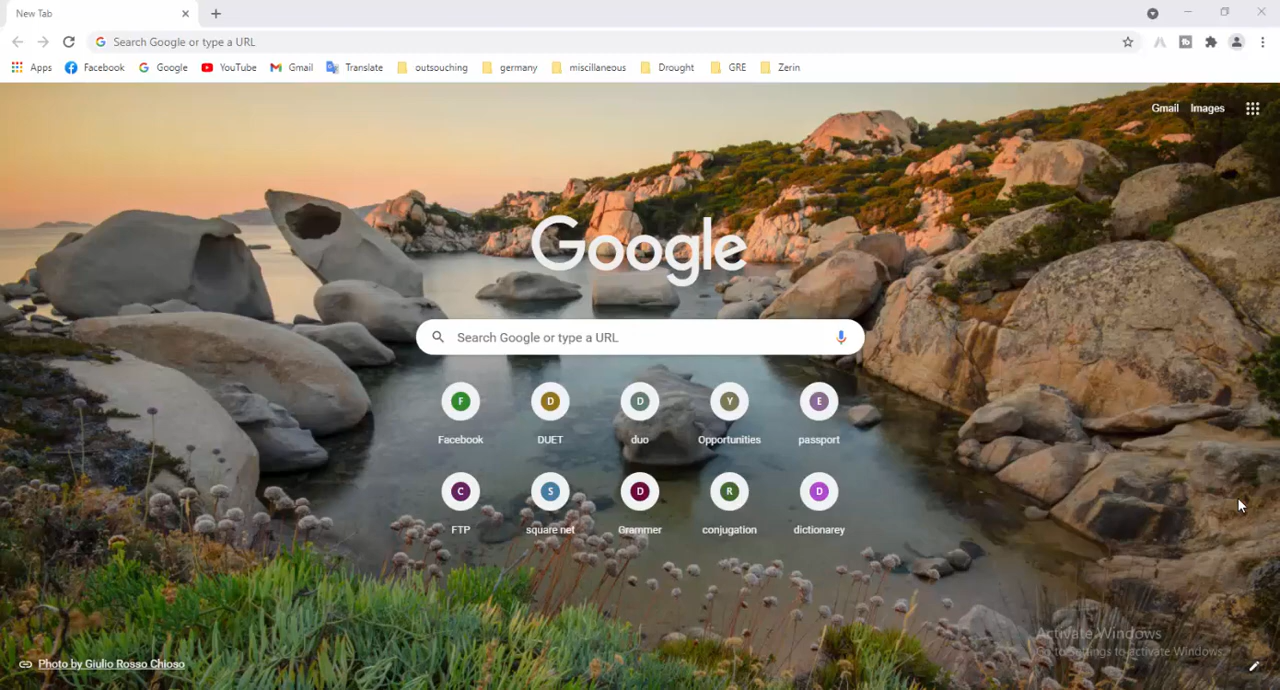 New Tab
Search Google or type a URL
Apps Facebook Google YouTube Gmail Translate outsouching germany miscillaneous Drought GRE Zerin
Gmail Images
Google
Search Google or type a URL
F D D Y E
Facebook DUET duo Opportunities passport
C S D R D
FTP square net Grammer conjugation dictionarey
Activate Windows
Go to Settings to activate Windows.
Photo by Giulio Rosso Chioso